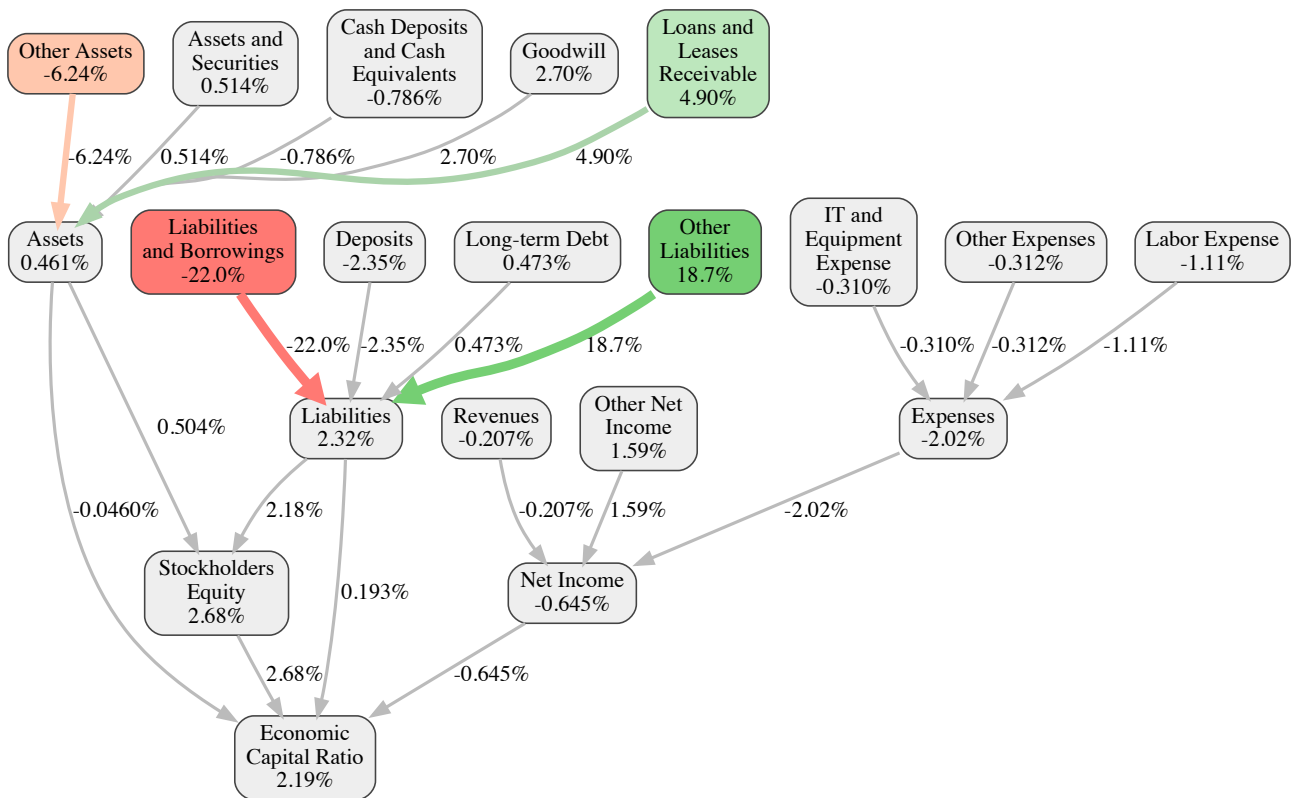 Other Assets
-6.24%
Assets and
Securities
0.514%
Cash Deposits
and Cash
Equivalents
-0.786%
Goodwill
2.70%
Loans and
Leases
Receivable
4.90%
-6.24%
0.514%
-0.786%
2.70%
4.90%
Assets
0.461%
Liabilities
and Borrowings
-22.0%
Deposits
-2.35%
Long-term Debt
0.473%
Other
Liabilities
18.7%
IT and
Equipment
Expense
-0.310%
Other Expenses
-0.312%
Labor Expense
-1.11%
-22.0%
-2.35%
0.473%
18.7%
-0.310%
-0.312%
-1.11%
0.504%
Liabilities
2.32%
Revenues
-0.207%
Other Net
Income
1.59%
Expenses
-2.02%
-0.0460%
2.18%
-0.207%
1.59%
-2.02%
Stockholders
Equity
2.68%
0.193%
Net Income
-0.645%
2.68%
-0.645%
Economic
Capital Ratio
2.19%